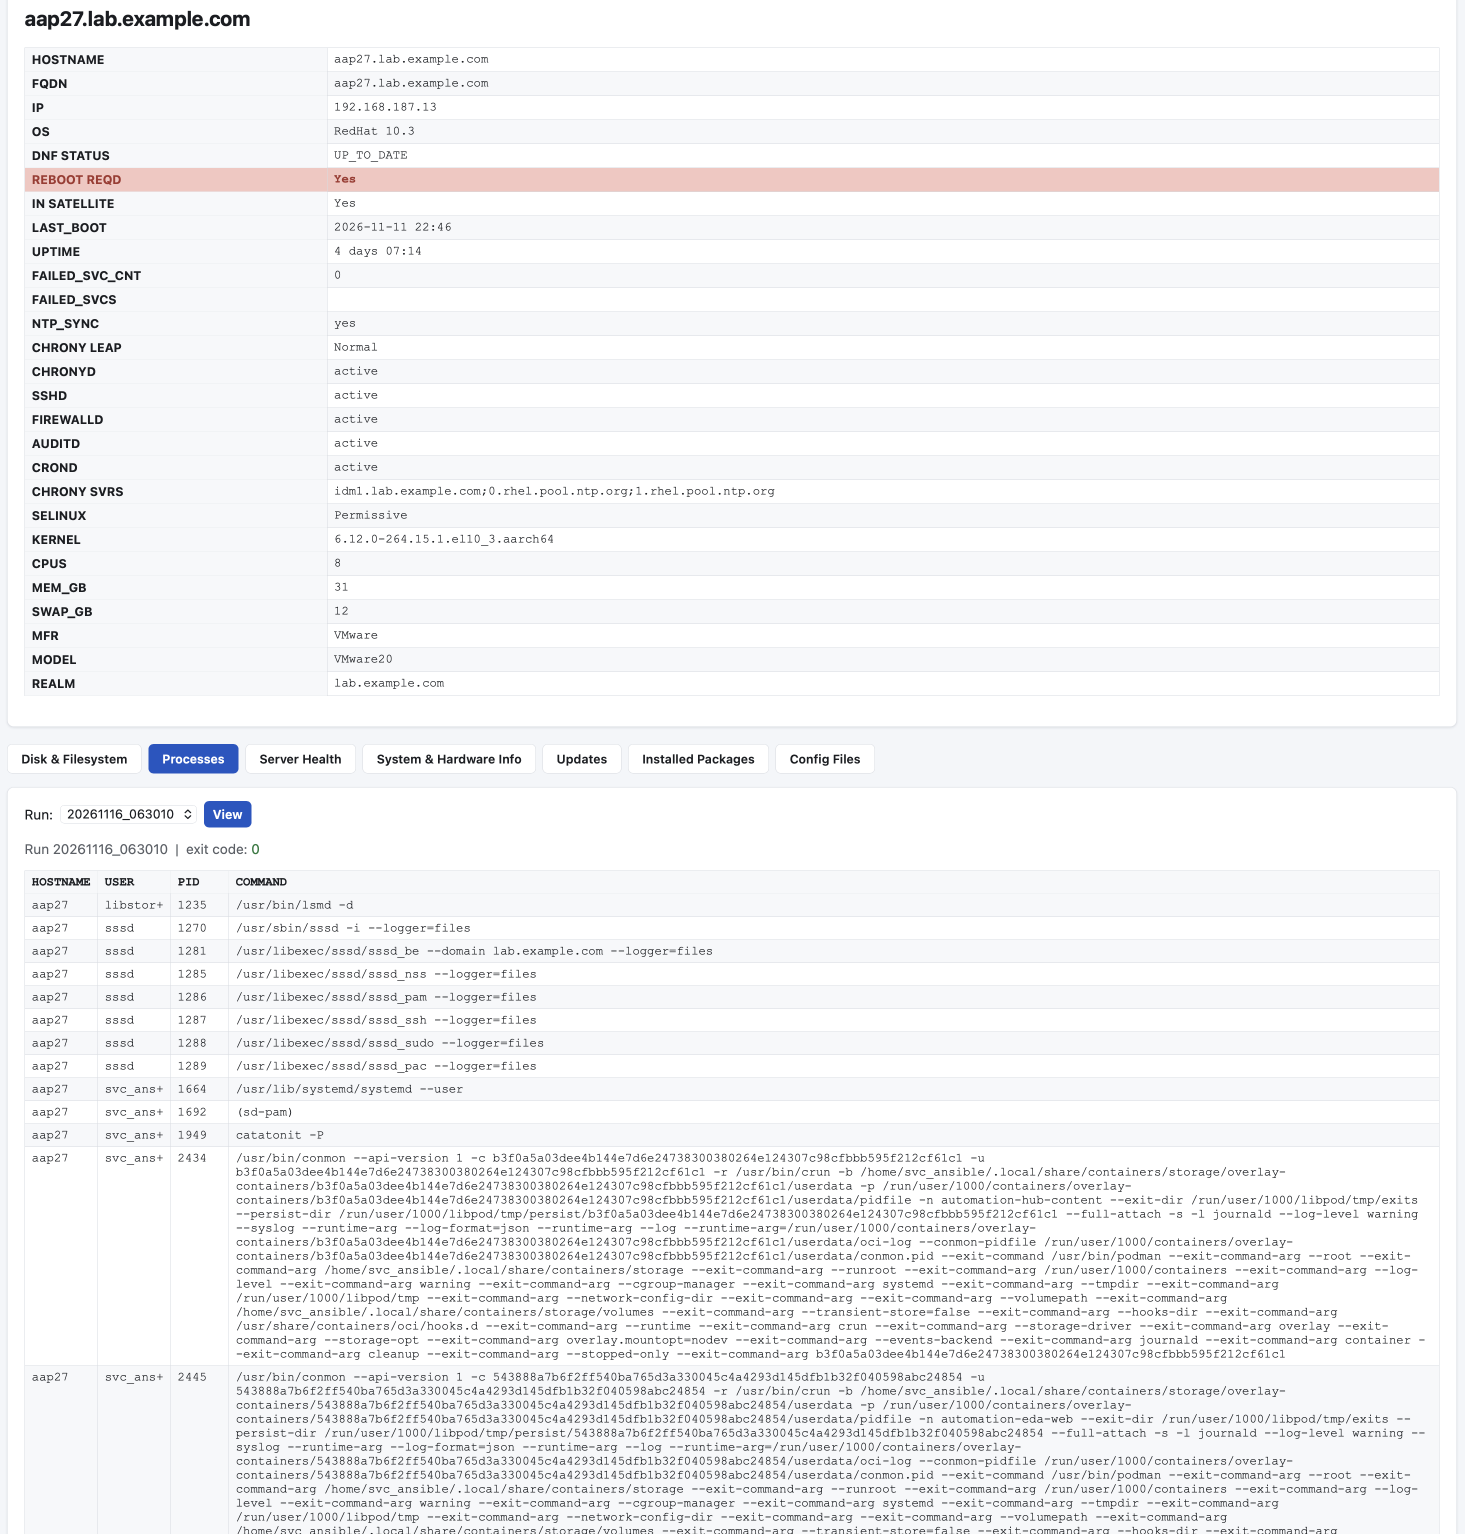 aap27.lab.example.com
HOSTNAME aap27.lab.example.com
FQDN aap27.lab.example.com
IP 192.168.187.13
OS RedHat 10.3
DNF STATUS UP_TO_DATE
REBOOT REQD Yes
IN SATELLITE Yes
LAST_BOOT 2026-11-11 22:46
UPTIME 4 days 07:14
FAILED_SVC_CNT 0
FAILED_SVCS
NTP_SYNC yes
CHRONY LEAP Normal
CHRONYD active
SSHD active
FIREWALLD active
AUDITD active
CROND active
CHRONY SVRS idm1.lab.example.com;0.rhel.pool.ntp.org;1.rhel.pool.ntp.org
SELINUX Permissive
KERNEL 6.12.0-264.15.1.el10_3.aarch64
CPUS 8
MEM_GB 31
SWAP_GB 12
MFR VMware
MODEL VMware20
REALM lab.example.com
Disk & Filesystem Processes Server Health System & Hardware Info Updates Installed Packages Config Files
Run: 20261116_063010 View
Run 20261116_063010 | exit code: 0
HOSTNAME USER PID COMMAND
aap27 libstor+ 1235 /usr/bin/lsmd -d
aap27 sssd 1270 /usr/sbin/sssd -i --logger=files
aap27 sssd 1281 /usr/libexec/sssd/sssd_be --domain lab.example.com --logger=files
aap27 sssd 1285 /usr/libexec/sssd/sssd_nss --logger=files
aap27 sssd 1286 /usr/libexec/sssd/sssd_pam --logger=files
aap27 sssd 1287 /usr/libexec/sssd/sssd_ssh --logger=files
aap27 sssd 1288 /usr/libexec/sssd/sssd_sudo --logger=files
aap27 sssd 1289 /usr/libexec/sssd/sssd_pac --logger=files
aap27 svc_ans+ 1664 /usr/lib/systemd/systemd --user
aap27 svc_ans+ 1692 (sd-pam)
aap27 svc_ans+ 1949 catatonit -P
aap27 svc_ans+ 2434 /usr/bin/conmon --api-version 1 -c b3f0a5a03dee4b144e7d6e24738300380264e124307c98cfbbb595f212cf61c1 -u
b3f0a5a03dee4b144e7d6e24738300380264e124307c98cfbbb595f212cf61c1 -r /usr/bin/crun -b /home/svc_ansible/.local/share/containers/storage/overlay-
containers/b3f0a5a03dee4b144e7d6e24738300380264e124307c98cfbbb595f212cf61c1/userdata -p /run/user/1000/containers/overlay-
containers/b3f0a5a03dee4b144e7d6e24738300380264e124307c98cfbbb595f212cf61c1/userdata/pidfile -n automation-hub-content --exit-dir /run/user/1000/libpod/tmp/exits
--persist-dir /run/user/1000/libpod/tmp/persist/b3f0a5a03dee4b144e7d6e24738300380264e124307c98cfbbb595f212cf61c1 --full-attach -s -l journald --log-level warning
--syslog --runtime-arg --log-format=json --runtime-arg --log --runtime-arg=/run/user/1000/containers/overlay-
containers/b3f0a5a03dee4b144e7d6e24738300380264e124307c98cfbbb595f212cf61c1/userdata/oci-log --conmon-pidfile /run/user/1000/containers/overlay-
containers/b3f0a5a03dee4b144e7d6e24738300380264e124307c98cfbbb595f212cf61c1/userdata/conmon.pid --exit-command /usr/bin/podman --exit-command-arg --root --exit-
command-arg /home/svc_ansible/.local/share/containers/storage --exit-command-arg --runroot --exit-command-arg /run/user/1000/containers --exit-command-arg --log-
level --exit-command-arg warning --exit-command-arg --cgroup-manager --exit-command-arg systemd --exit-command-arg --tmpdir --exit-command-arg
/run/user/1000/libpod/tmp --exit-command-arg --network-config-dir --exit-command-arg --exit-command-arg --volumepath --exit-command-arg
/home/svc_ansible/.local/share/containers/storage/volumes --exit-command-arg --transient-store=false --exit-command-arg --hooks-dir --exit-command-arg
/usr/share/containers/oci/hooks.d --exit-command-arg --runtime --exit-command-arg crun --exit-command-arg --storage-driver --exit-command-arg overlay --exit-
command-arg --storage-opt --exit-command-arg overlay.mountopt=nodev --exit-command-arg --events-backend --exit-command-arg journald --exit-command-arg container -
-exit-command-arg cleanup --exit-command-arg --stopped-only --exit-command-arg b3f0a5a03dee4b144e7d6e24738300380264e124307c98cfbbb595f212cf61c1
aap27 svc_ans+ 2445 /usr/bin/conmon --api-version 1 -c 543888a7b6f2ff540ba765d3a330045c4a4293d145dfb1b32f040598abc24854 -u
543888a7b6f2ff540ba765d3a330045c4a4293d145dfb1b32f040598abc24854 -r /usr/bin/crun -b /home/svc_ansible/.local/share/containers/storage/overlay-
containers/543888a7b6f2ff540ba765d3a330045c4a4293d145dfb1b32f040598abc24854/userdata -p /run/user/1000/containers/overlay-
containers/543888a7b6f2ff540ba765d3a330045c4a4293d145dfb1b32f040598abc24854/userdata/pidfile -n automation-eda-web --exit-dir /run/user/1000/libpod/tmp/exits --
persist-dir /run/user/1000/libpod/tmp/persist/543888a7b6f2ff540ba765d3a330045c4a4293d145dfb1b32f040598abc24854 --full-attach -s -l journald --log-level warning --
syslog --runtime-arg --log-format=json --runtime-arg --log --runtime-arg=/run/user/1000/containers/overlay-
containers/543888a7b6f2ff540ba765d3a330045c4a4293d145dfb1b32f040598abc24854/userdata/oci-log --conmon-pidfile /run/user/1000/containers/overlay-
containers/543888a7b6f2ff540ba765d3a330045c4a4293d145dfb1b32f040598abc24854/userdata/conmon.pid --exit-command /usr/bin/podman --exit-command-arg --root --exit-
command-arg /home/svc_ansible/.local/share/containers/storage --exit-command-arg --runroot --exit-command-arg /run/user/1000/containers --exit-command-arg --log-
level --exit-command-arg warning --exit-command-arg --cgroup-manager --exit-command-arg systemd --exit-command-arg --tmpdir --exit-command-arg
/run/user/1000/libpod/tmp --exit-command-arg --network-config-dir --exit-command-arg --exit-command-arg --volumepath --exit-command-arg
/home/svc_ansible/.local/share/containers/storage/volumes --exit-command-arg --transient-store=false --exit-command-arg --hooks-dir --exit-command-arg